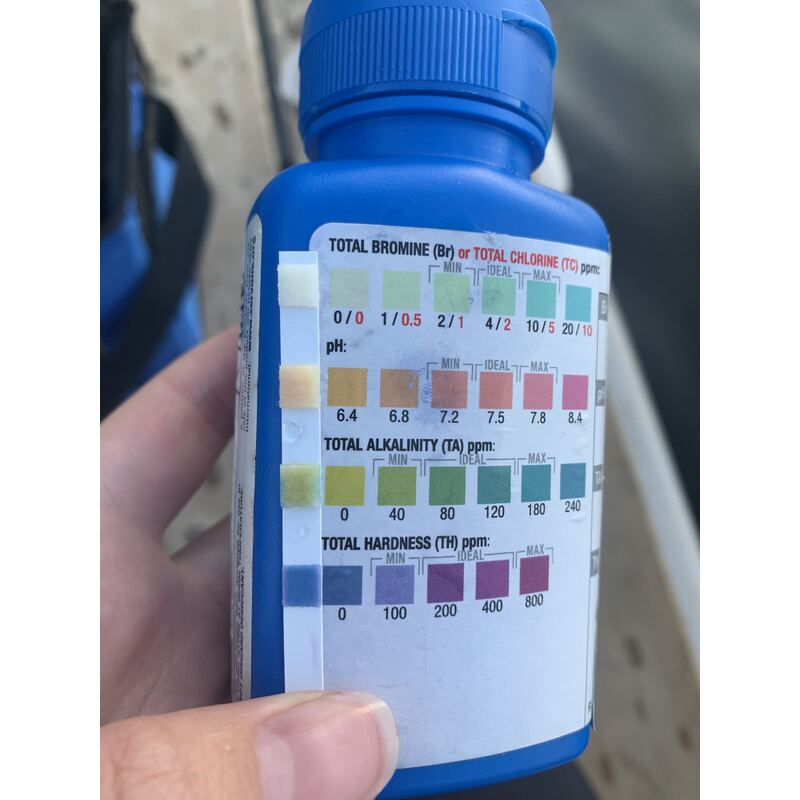 TOTAL BROMINE (Br) or TOTAL CHLORINE (TC) ppm:
MIN IDEAL MAX
0 / 0 1 / 0.5 2 / 1 4 / 2 10 / 5 20 / 10
pH:
MIN IDEAL MAX
6.4 6.8 7.2 7.5 7.8 8.4
TOTAL ALKALINITY (TA) ppm:
MIN IDEAL MAX
0 40 80 120 180 240
TOTAL HARDNESS (TH) ppm:
MIN IDEAL MAX
0 100 200 400 800